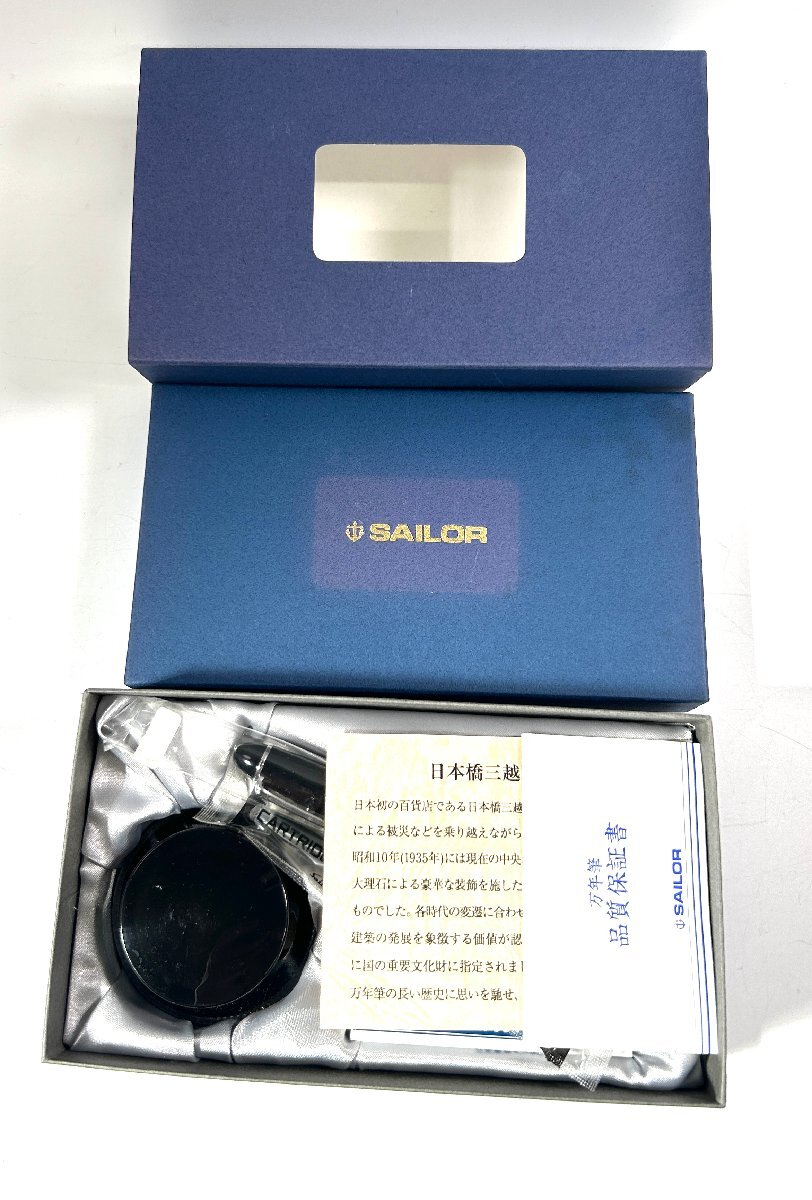 SAILOR
CARTRID
日本橋三越
日本初の百貨店である日本橋三越
による被災などを乗り越えながら
昭和10年(1935年)には現在の中央
大理石による豪華な装飾を施した
ものでした。各時代の変遷に合わせ
建築の発展を象徴する価値が認
に国の重要文化財に指定されまし
万年筆の長い歴史に思いを馳せ、
万年筆
品質保証書
SAILOR